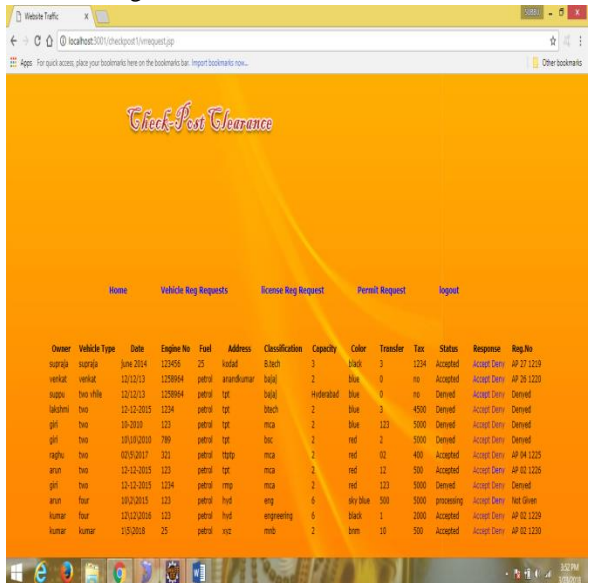 Website Traffic
localhost:3001/checkpost1/vrrequest.jsp
Apps For quick access, place your bookmarks here on the bookmarks bar. Import bookmarks now... Other bookmarks
Check-Post Clearance
Home Vehicle Reg Requests license Reg Request Permit Request logout
Owner Vehicle Type Date Engine No Fuel Address Classification Capacity Color Transfer Tax Status Response Reg.No
supraja supraja June 2014 123456 25 kodad B.tech 3 black 3 1234 Accepted Accept Deny AP 27 1219
venkat venkat 12/12/13 1258964 petrol anandkumar bajaj 2 blue 0 no Accepted Accept Deny AP 26 1220
suppu two vhile 12/12/13 1258964 petrol tpt bajaj Hyderabad blue 0 no Denyed Accept Deny Denyed
lakshmi two 12-12-2015 1234 petrol tpt btech 2 blue 3 4500 Denyed Accept Deny Denyed
giri two 10-2010 123 petrol tpt mca 2 blue 123 5000 Denyed Accept Deny Denyed
giri two 10\10\2010 789 petrol tpt bsc 2 red 2 5000 Denyed Accept Deny Denyed
raghu two 02\5\2017 321 petrol ttptp mca 2 red 02 400 Accepted Accept Deny AP 04 1225
arun two 12-12-2015 123 petrol tpt mca 2 red 12 500 Accepted Accept Deny AP 02 1226
giri two 12-12-2015 1234 petrol rmp mca 2 red 123 5000 Denyed Accept Deny Denyed
arun four 10\2\2015 123 petrol hyd eng 6 sky blue 500 5000 processing Accept Deny Not Given
kumar four 12\12\2016 123 petrol hyd engneering 6 black 1 2000 Accepted Accept Deny AP 02 1229
kumar kumar 1\5\2018 25 petrol xyz mnb 2 bnm 10 500 Accepted Accept Deny AP 02 1230
3:52 PM